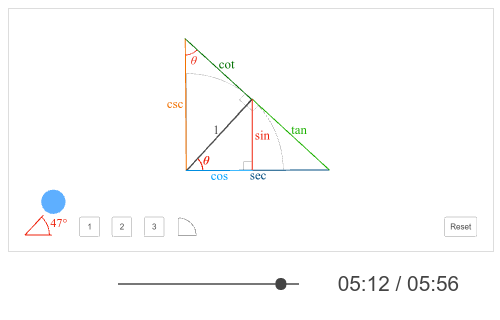 θ
cot
csc
1
sin
tan
θ
cos
sec
47°
1
2
3
Reset
05:12 / 05:56